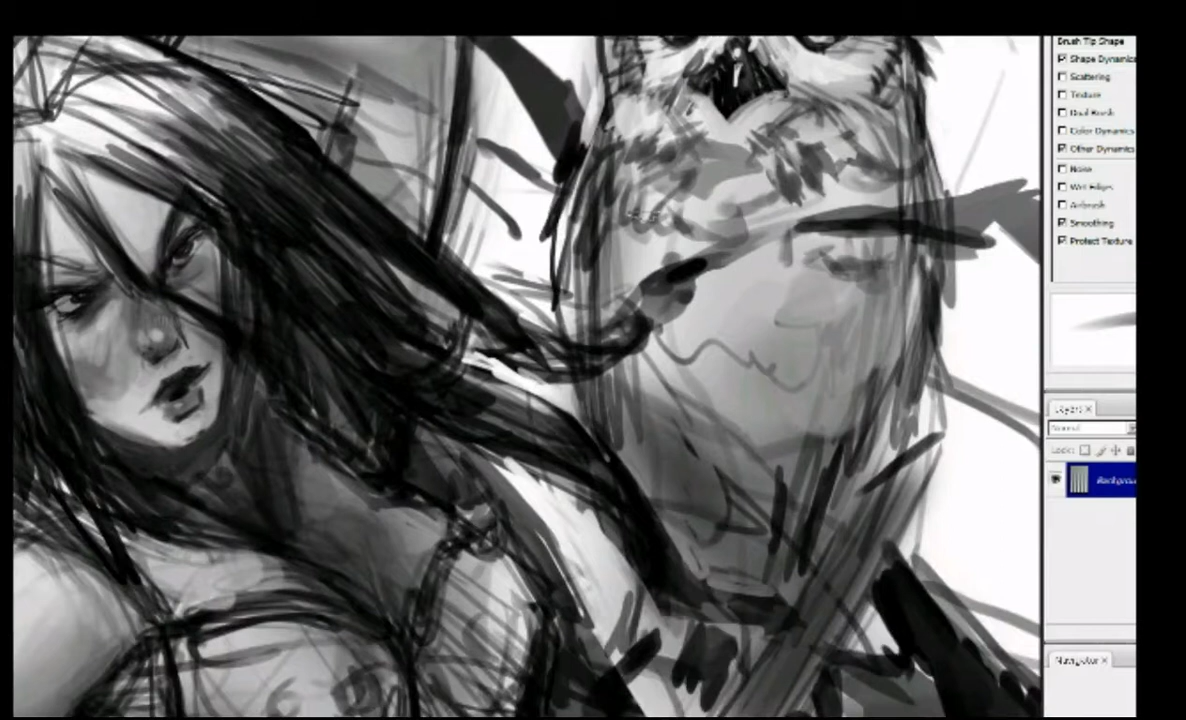 Brush Tip Shape
Shape Dynamics
Scattering
Texture
Dual Brush
Color Dynamics
Other Dynamics
Noise
Wet Edges
Airbrush
Smoothing
Protect Texture
Layers ×
Normal
Lock:
Backgrou
Navigator ×